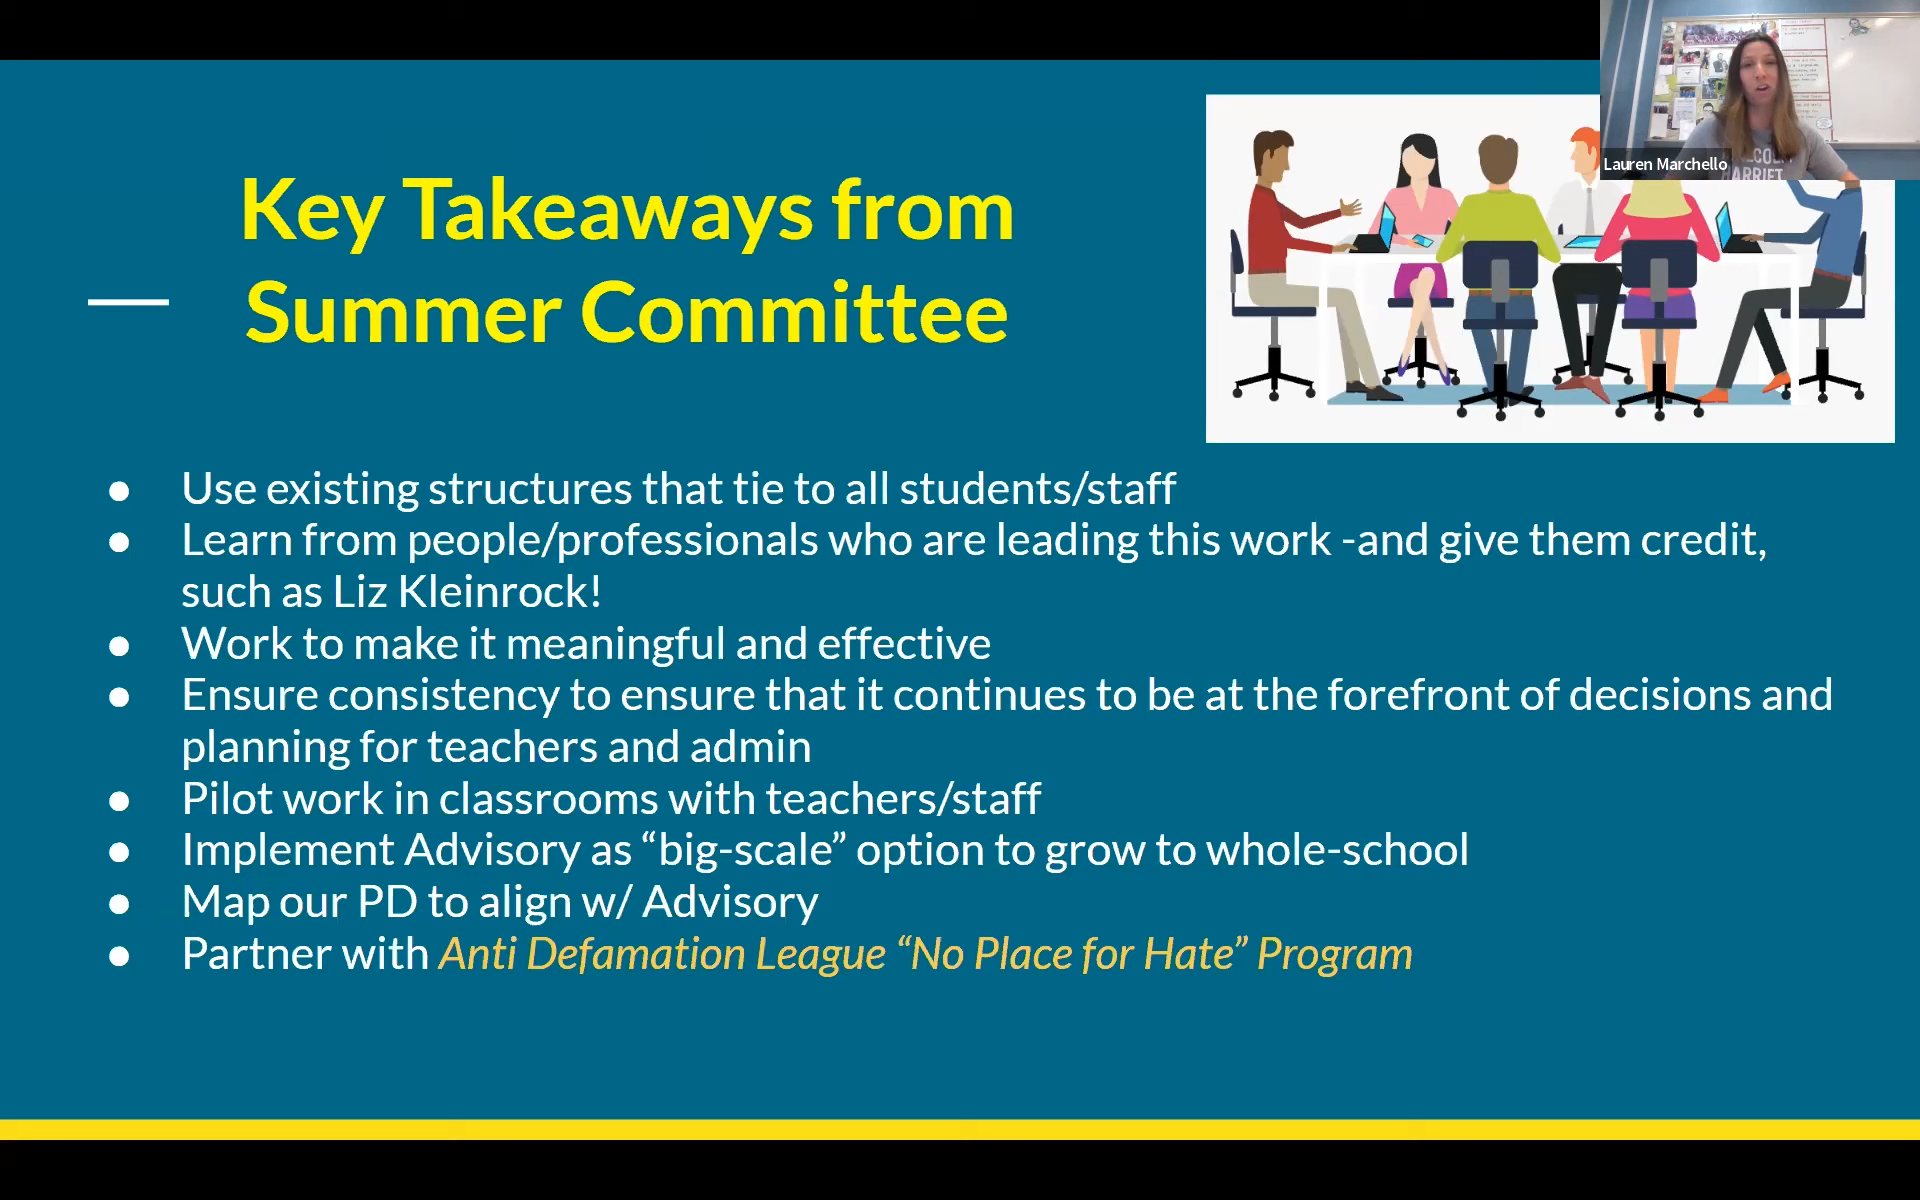 Lauren Marchello
COLM
HARRIET
Key Takeaways from
Summer Committee
● Use existing structures that tie to all students/staff
● Learn from people/professionals who are leading this work -and give them credit,
such as Liz Kleinrock!
● Work to make it meaningful and effective
● Ensure consistency to ensure that it continues to be at the forefront of decisions and
planning for teachers and admin
● Pilot work in classrooms with teachers/staff
● Implement Advisory as “big-scale” option to grow to whole-school
● Map our PD to align w/ Advisory
● Partner with Anti Defamation League “No Place for Hate” Program